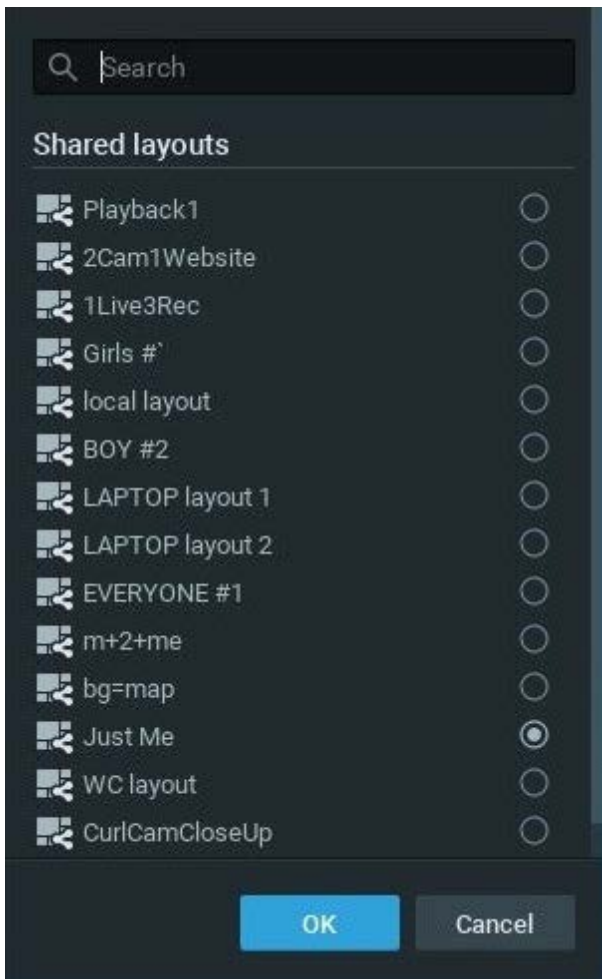 Search
Shared layouts
Playback1
2Cam1Website
1Live3Rec
Girls #`
local layout
BOY #2
LAPTOP layout 1
LAPTOP layout 2
EVERYONE #1
m+2+me
bg=map
Just Me
WC layout
CurlCamCloseUp
OK Cancel